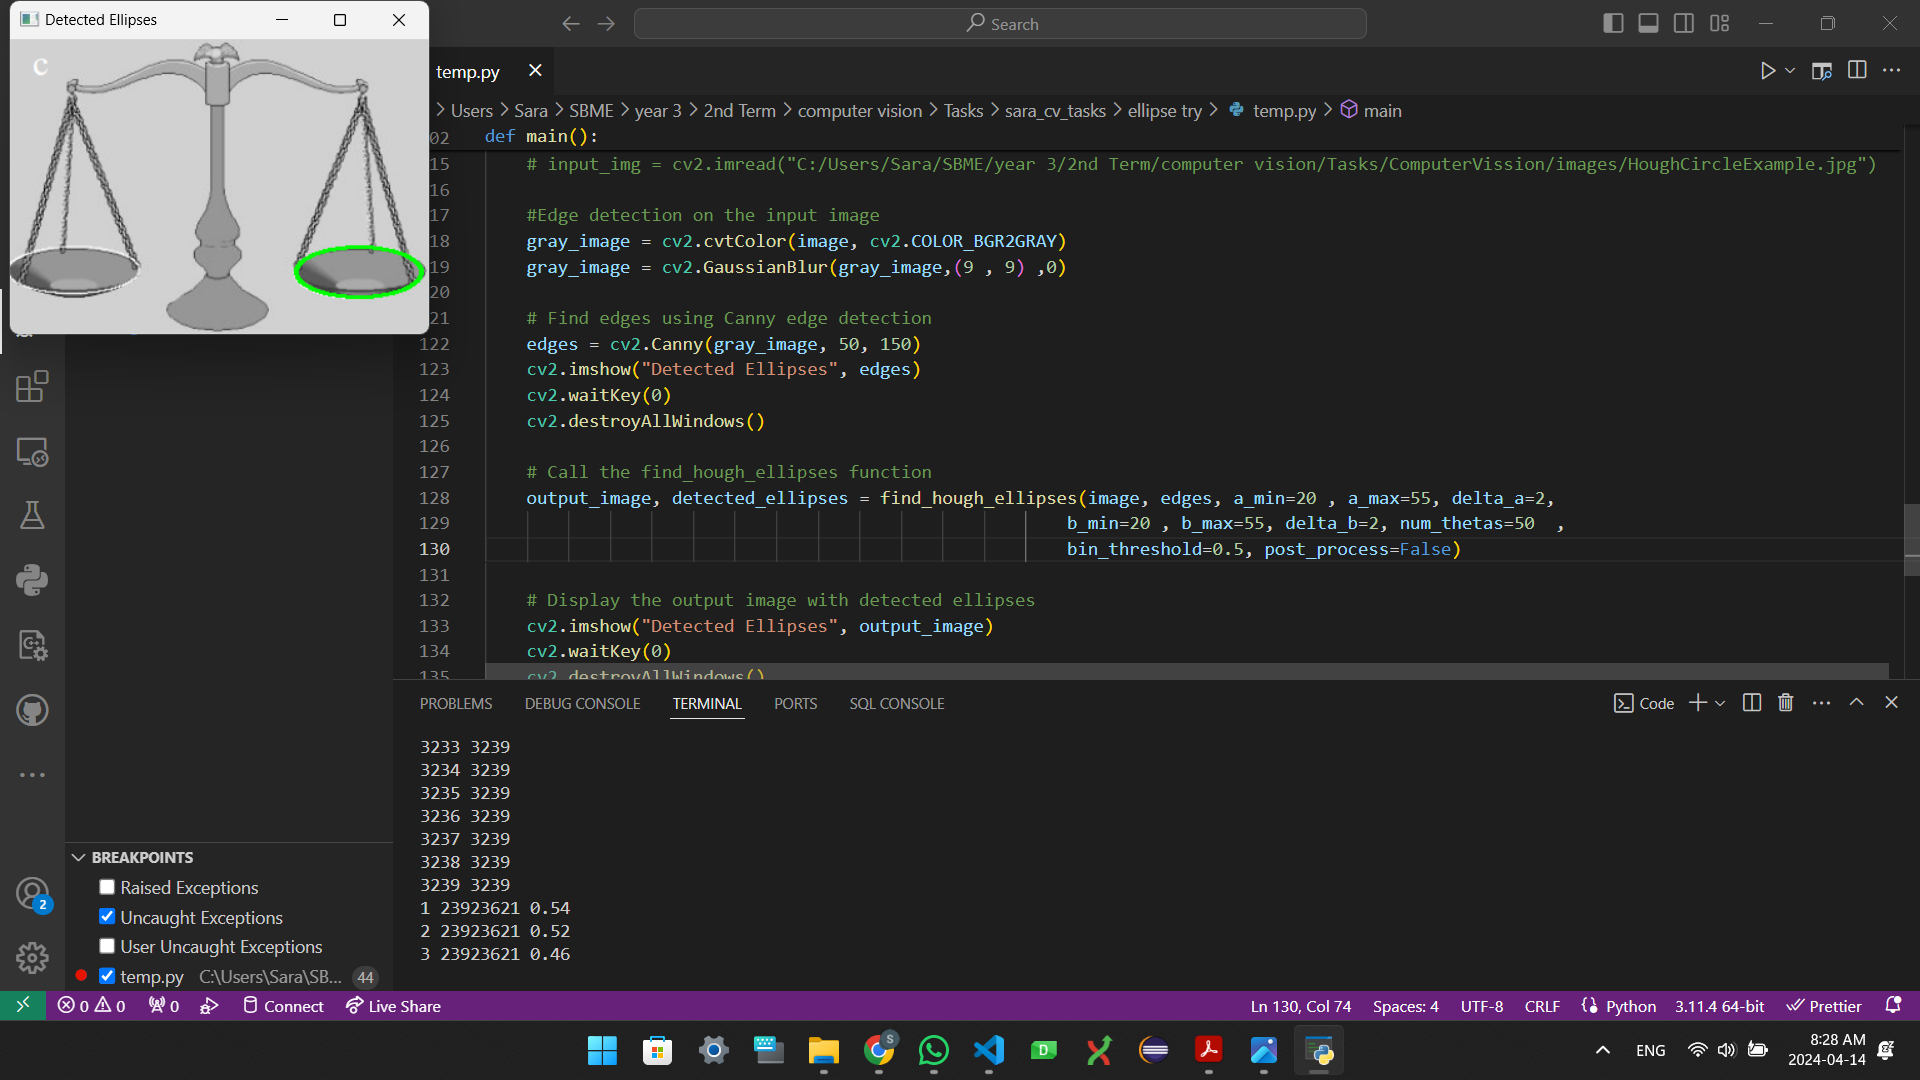 Detected Ellipses
C
Search
temp.py
Users > Sara > SBME > year 3 > 2nd Term > computer vision > Tasks > sara_cv_tasks > ellipse try > temp.py > main
02 def main():
15 # input_img = cv2.imread("C:/Users/Sara/SBME/year 3/2nd Term/computer vision/Tasks/ComputerVission/images/HoughCircleExample.jpg")
16
17 #Edge detection on the input image
18 gray_image = cv2.cvtColor(image, cv2.COLOR_BGR2GRAY)
19 gray_image = cv2.GaussianBlur(gray_image,(9 , 9) ,0)
20
21 # Find edges using Canny edge detection
122 edges = cv2.Canny(gray_image, 50, 150)
123 cv2.imshow("Detected Ellipses", edges)
124 cv2.waitKey(0)
125 cv2.destroyAllWindows()
126
127 # Call the find_hough_ellipses function
128 output_image, detected_ellipses = find_hough_ellipses(image, edges, a_min=20 , a_max=55, delta_a=2,
129 b_min=20 , b_max=55, delta_b=2, num_thetas=50 ,
130 bin_threshold=0.5, post_process=False)
131
132 # Display the output image with detected ellipses
133 cv2.imshow("Detected Ellipses", output_image)
134 cv2.waitKey(0)
135 cv2.destroyAllWindows()
PROBLEMS DEBUG CONSOLE TERMINAL PORTS SQL CONSOLE
Code
3233 3239
3234 3239
3235 3239
3236 3239
3237 3239
3238 3239
3239 3239
1 23923621 0.54
2 23923621 0.52
3 23923621 0.46
BREAKPOINTS
Raised Exceptions
Uncaught Exceptions
User Uncaught Exceptions
temp.py C:\Users\Sara\SB... 44
2
0 0 0 Connect Live Share
Ln 130, Col 74 Spaces: 4 UTF-8 CRLF Python 3.11.4 64-bit Prettier
S
D
ENG
8:28 AM
2024-04-14